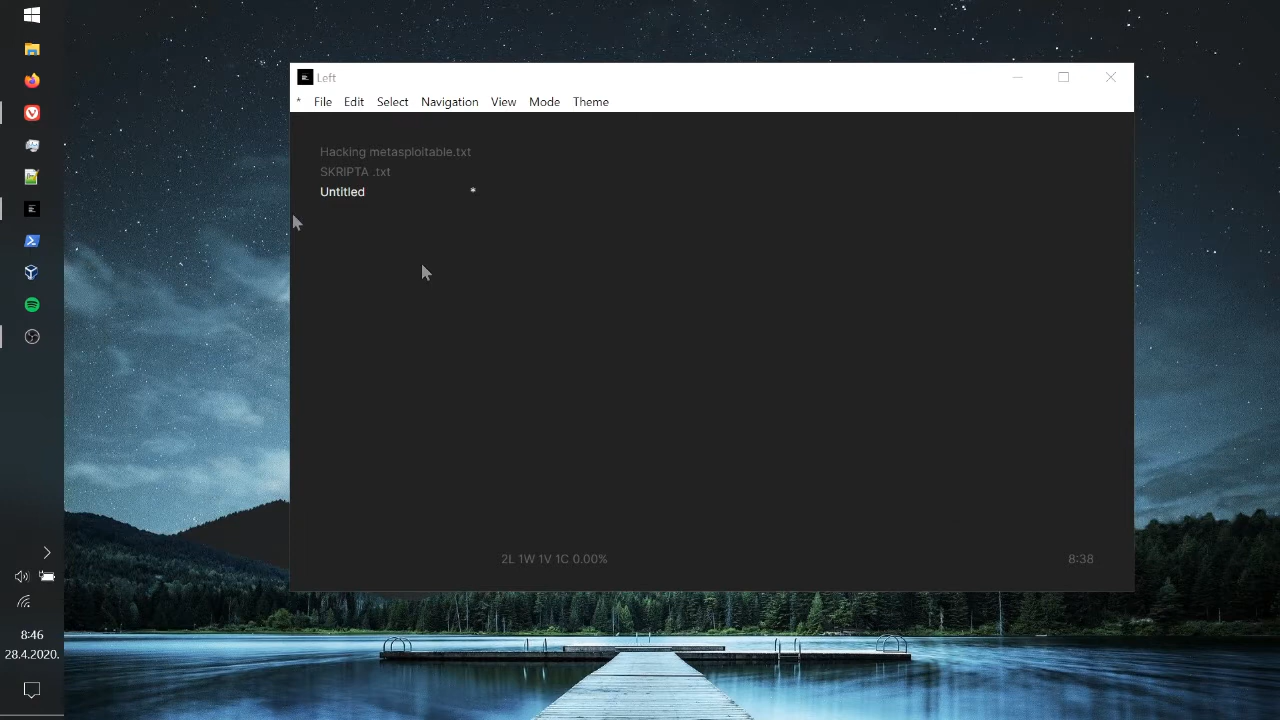 Left
* File Edit Select Navigation View Mode Theme
Hacking metasploitable.txt
SKRIPTA .txt
Untitled *
2L 1W 1V 1C 0.00% 8:38
8:46
28.4.2020.